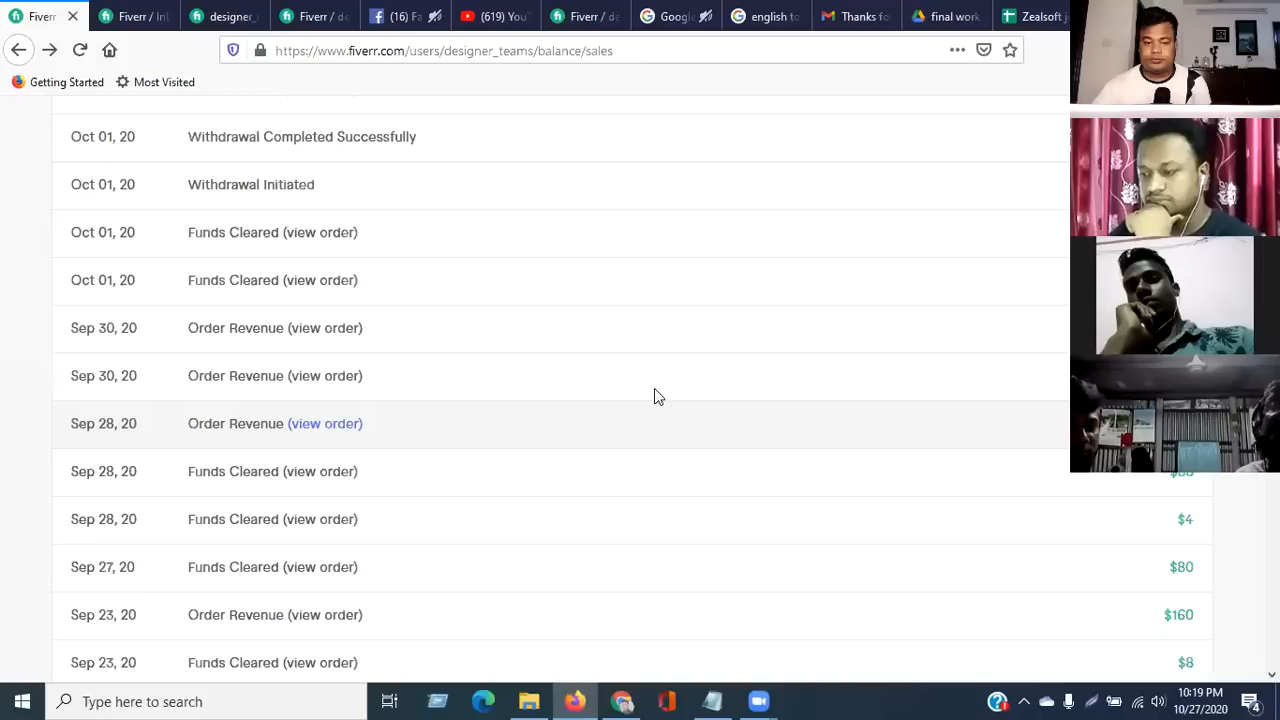 Fiverr
Fiverr / In
designer_
Fiverr / de
(16) Fa
(619) You
Fiverr / da
Google
english to
Thanks fo
final work
Zealsoft
https://www.fiverr.com/users/designer_teams/balance/sales
Getting Started
Most Visited
Oct 01, 20 Withdrawal Completed Successfully
Oct 01, 20 Withdrawal Initiated
Oct 01, 20 Funds Cleared (view order)
Oct 01, 20 Funds Cleared (view order)
Sep 30, 20 Order Revenue (view order)
Sep 30, 20 Order Revenue (view order)
Sep 28, 20 Order Revenue (view order)
Sep 28, 20 Funds Cleared (view order)
Sep 28, 20 Funds Cleared (view order) $4
Sep 27, 20 Funds Cleared (view order) $80
Sep 23, 20 Order Revenue (view order) $160
Sep 23, 20 Funds Cleared (view order) $8
Type here to search
10:19 PM
10/27/2020
4